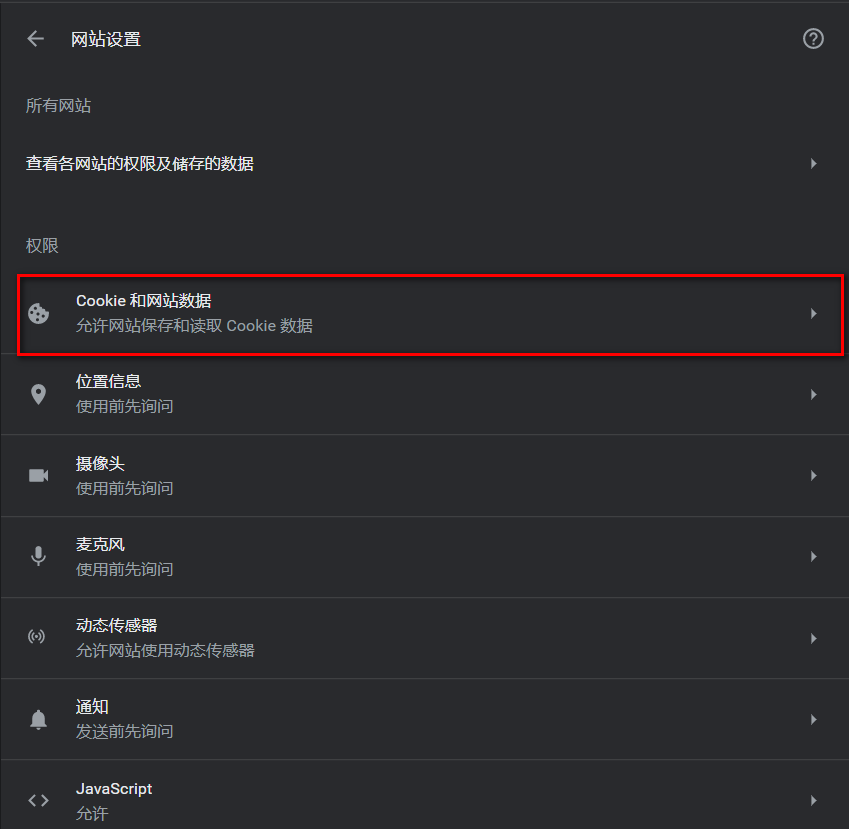 网站设置
所有网站
查看各网站的权限及储存的数据
权限
Cookie 和网站数据
允许网站保存和读取 Cookie 数据
位置信息
使用前先询问
摄像头
使用前先询问
麦克风
使用前先询问
动态传感器
允许网站使用动态传感器
通知
发送前先询问
JavaScript
允许